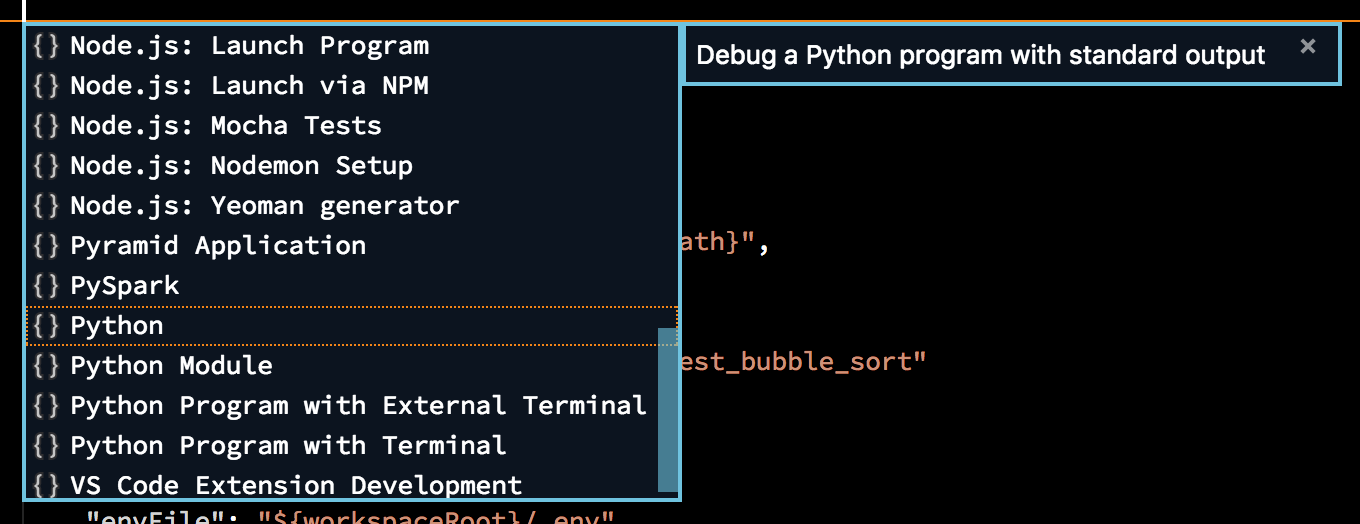 {} Node.js: Launch Program
Debug a Python program with standard output ×
{} Node.js: Launch via NPM
{} Node.js: Mocha Tests
{} Node.js: Nodemon Setup
{} Node.js: Yeoman generator
{} Pyramid Application
ath}",
{} PySpark
{} Python
{} Python Module
est_bubble_sort"
{} Python Program with External Terminal
{} Python Program with Terminal
{} VS Code Extension Development
"envFile": "${workspaceRoot}/.env"